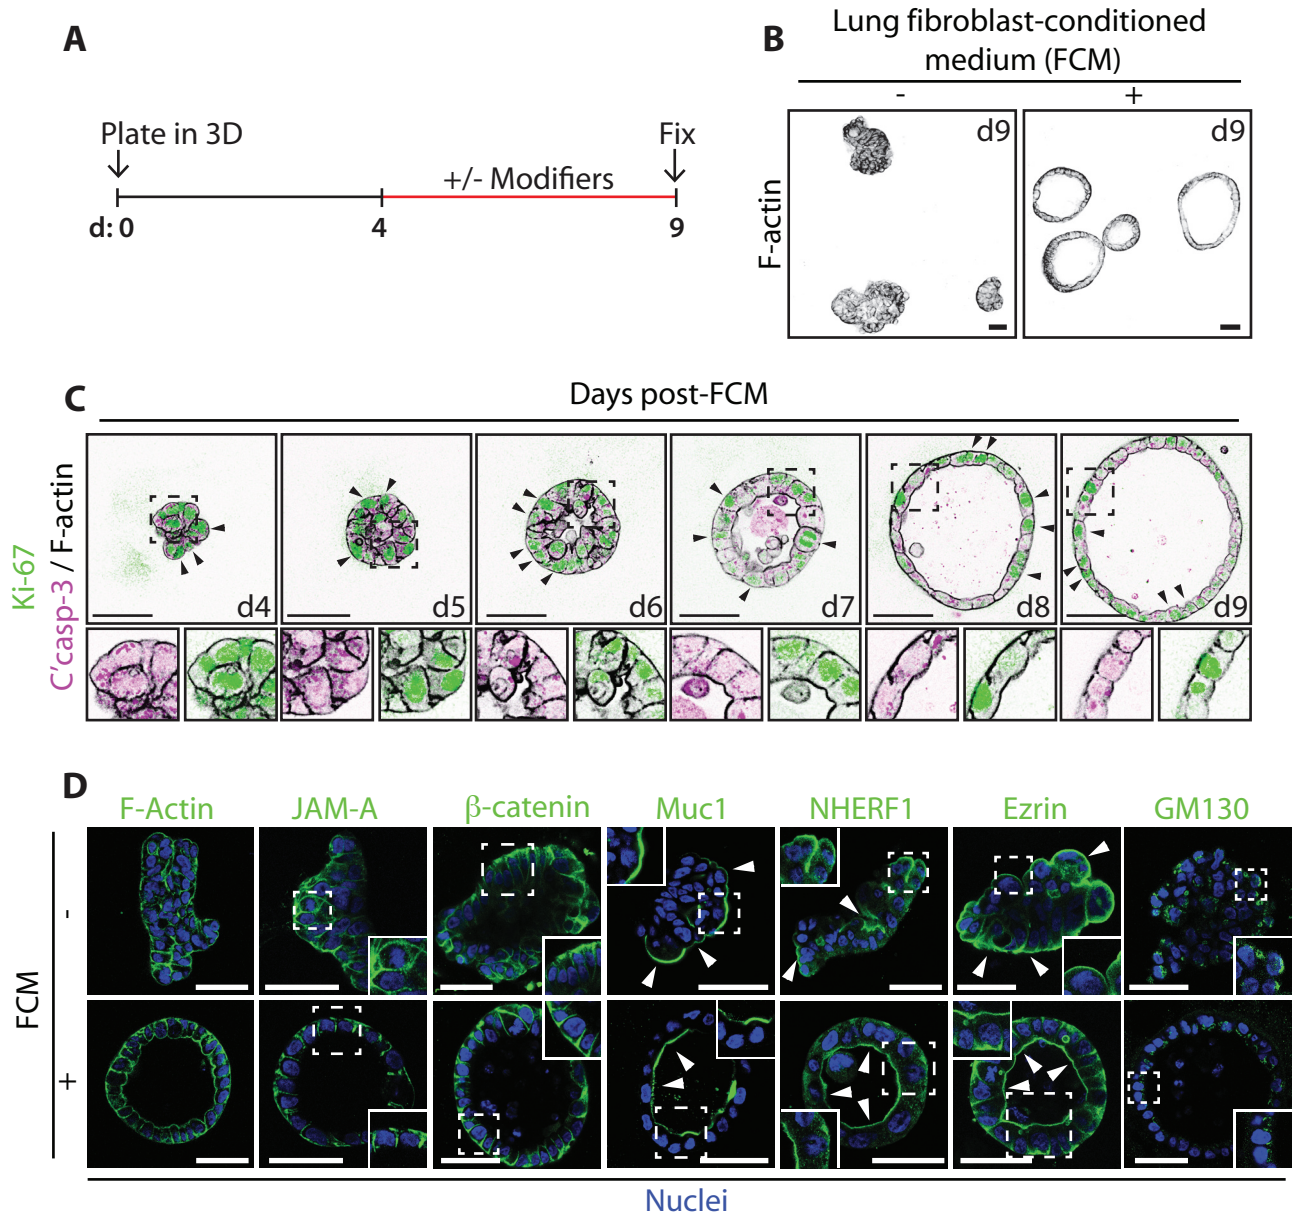 A
Plate in 3D
Fix
+/- Modifiers
d: 0
4
9
B
Lung fibroblast-conditioned
medium (FCM)
-
+
F-actin
d9
d9
C
Days post-FCM
Ki-67
C'casp-3 / F-actin
d4
d5
d6
d7
d8
d9
D
F-Actin
JAM-A
β-catenin
Muc1
NHERF1
Ezrin
GM130
FCM
-
+
Nuclei